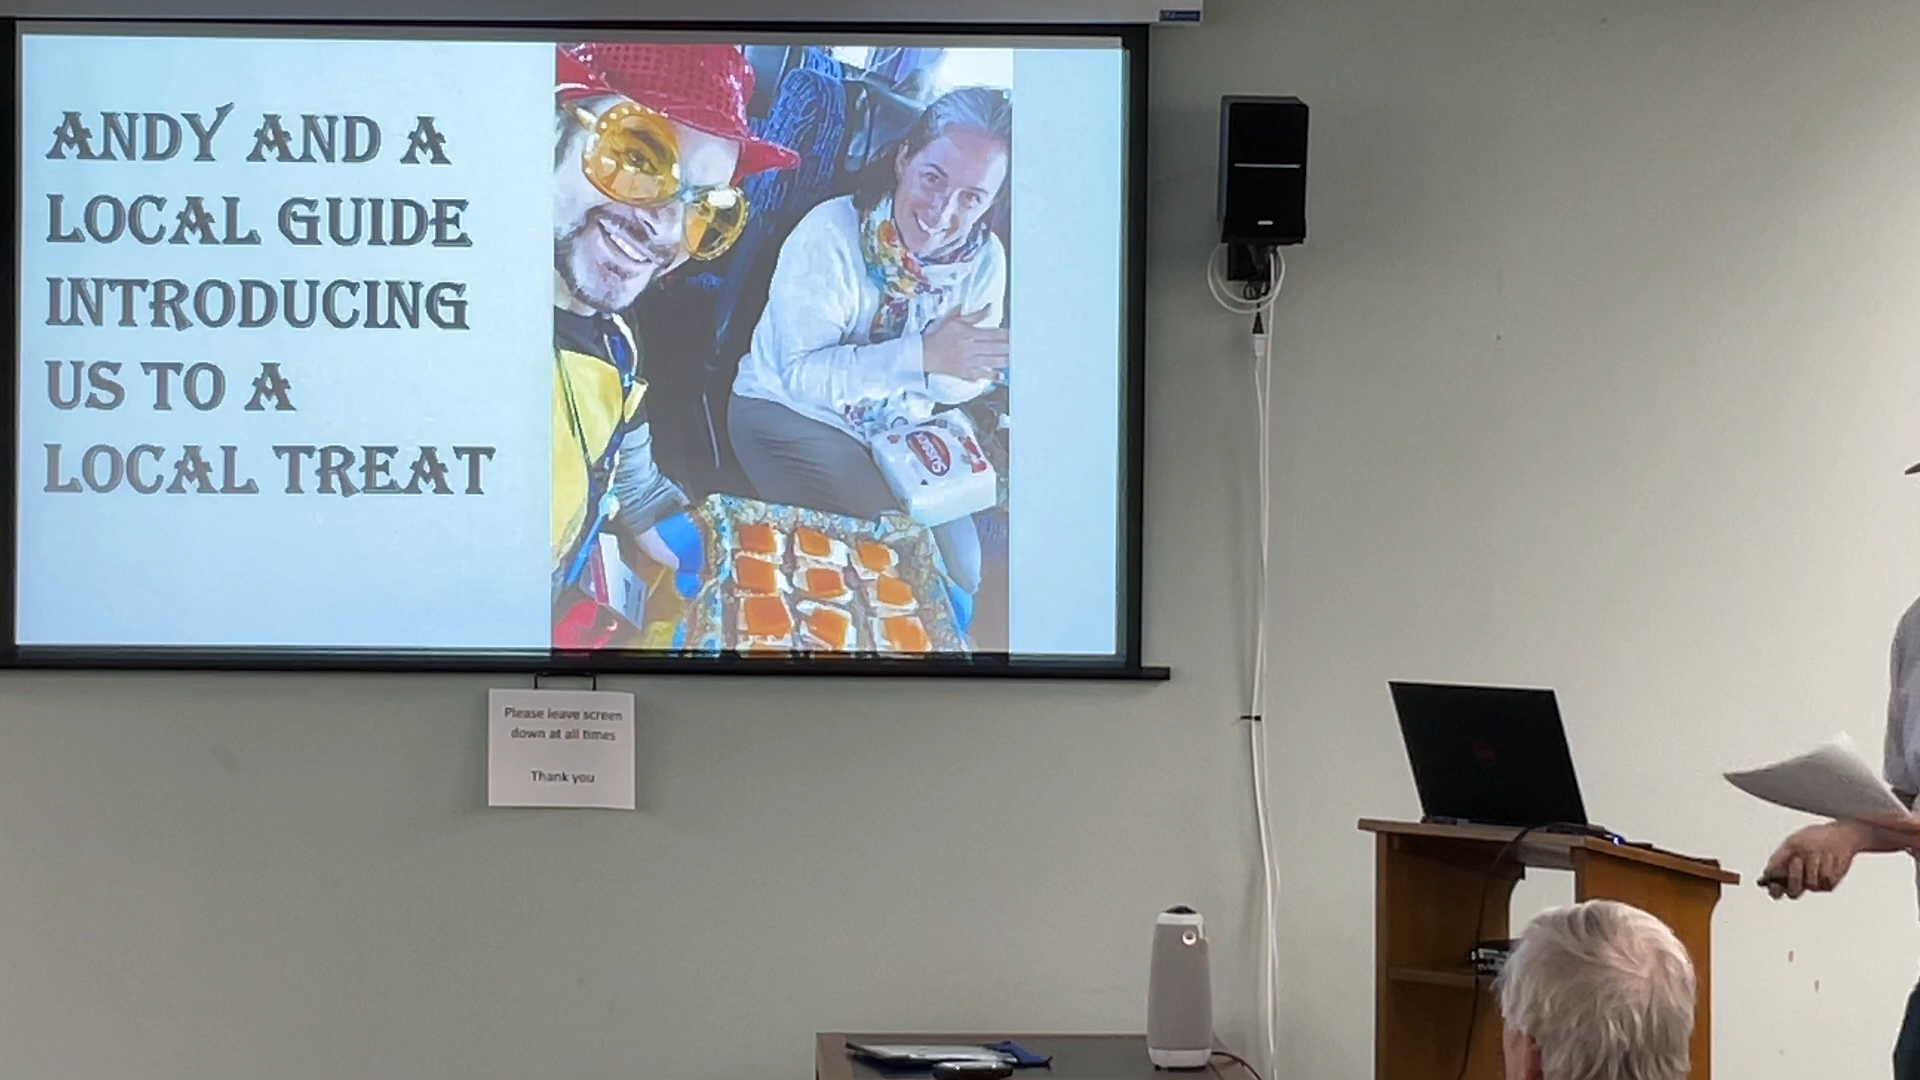 ANDY AND A
LOCAL GUIDE
INTRODUCING
US TO A
LOCAL TREAT
Please leave screen
down at all times
Thank you